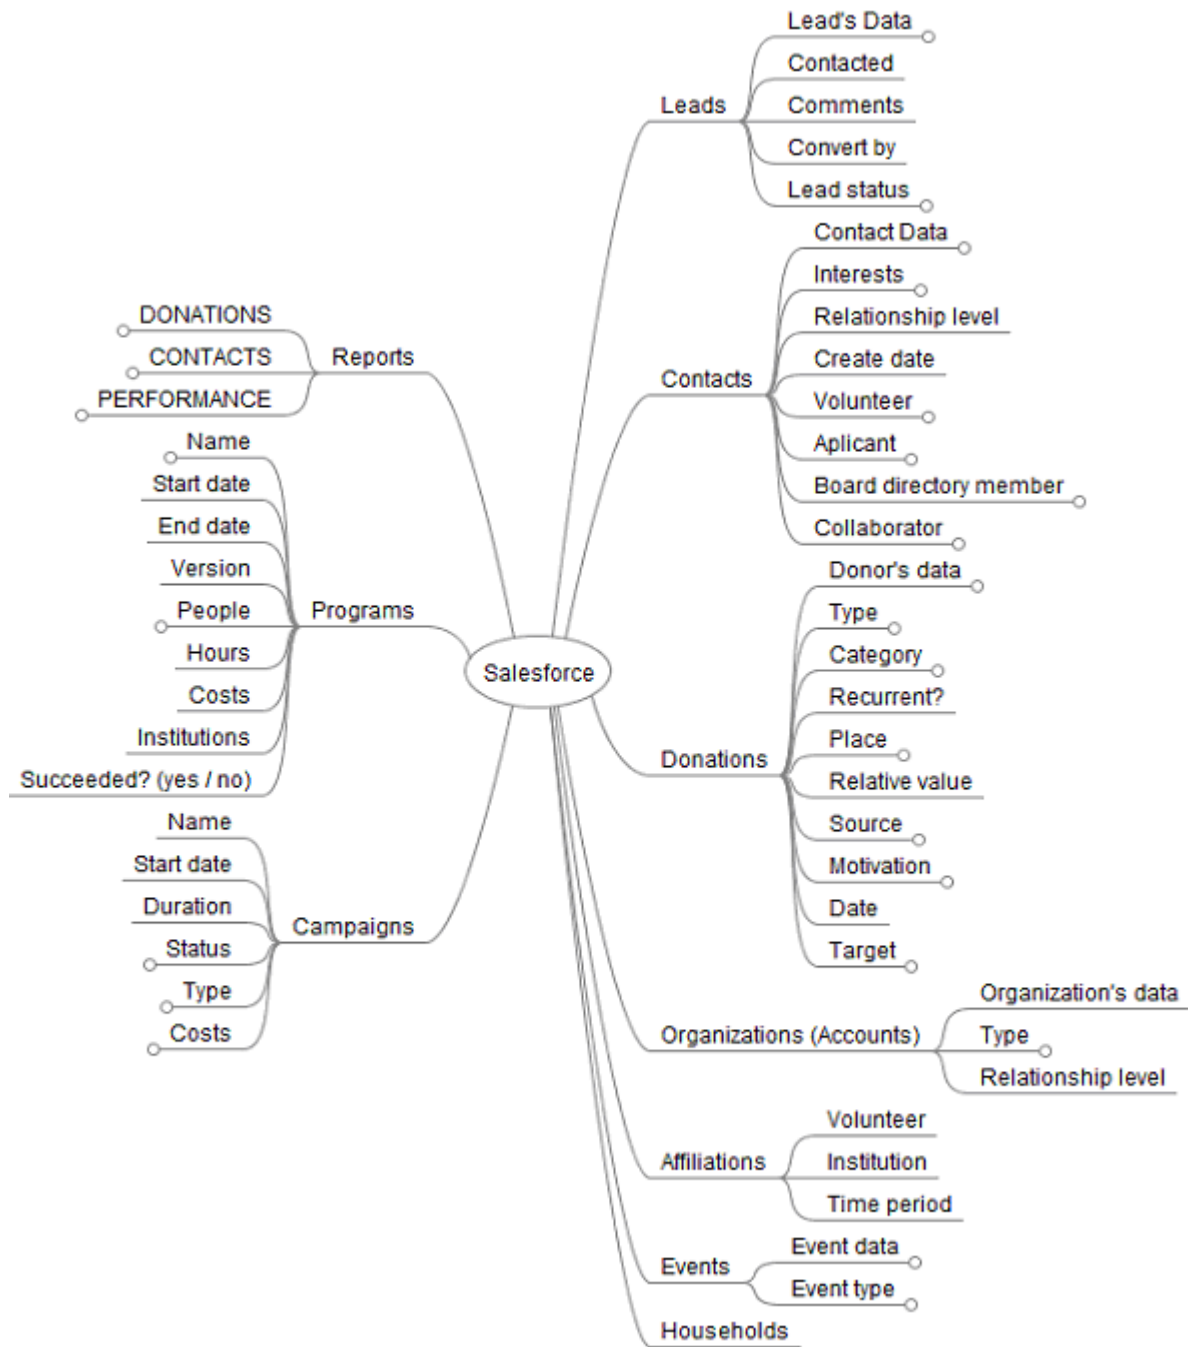 Salesforce
Leads
Lead's Data
Contacted
Comments
Convert by
Lead status
Contacts
Contact Data
Interests
Relationship level
Create date
Volunteer
Aplicant
Board directory member
Collaborator
Donations
Donor's data
Type
Category
Recurrent?
Place
Relative value
Source
Motivation
Date
Target
Organizations (Accounts)
Organization's data
Type
Relationship level
Affiliations
Volunteer
Institution
Time period
Events
Event data
Event type
Households
Reports
DONATIONS
CONTACTS
PERFORMANCE
Programs
Name
Start date
End date
Version
People
Hours
Costs
Institutions
Succeeded? (yes / no)
Campaigns
Name
Start date
Duration
Status
Type
Costs